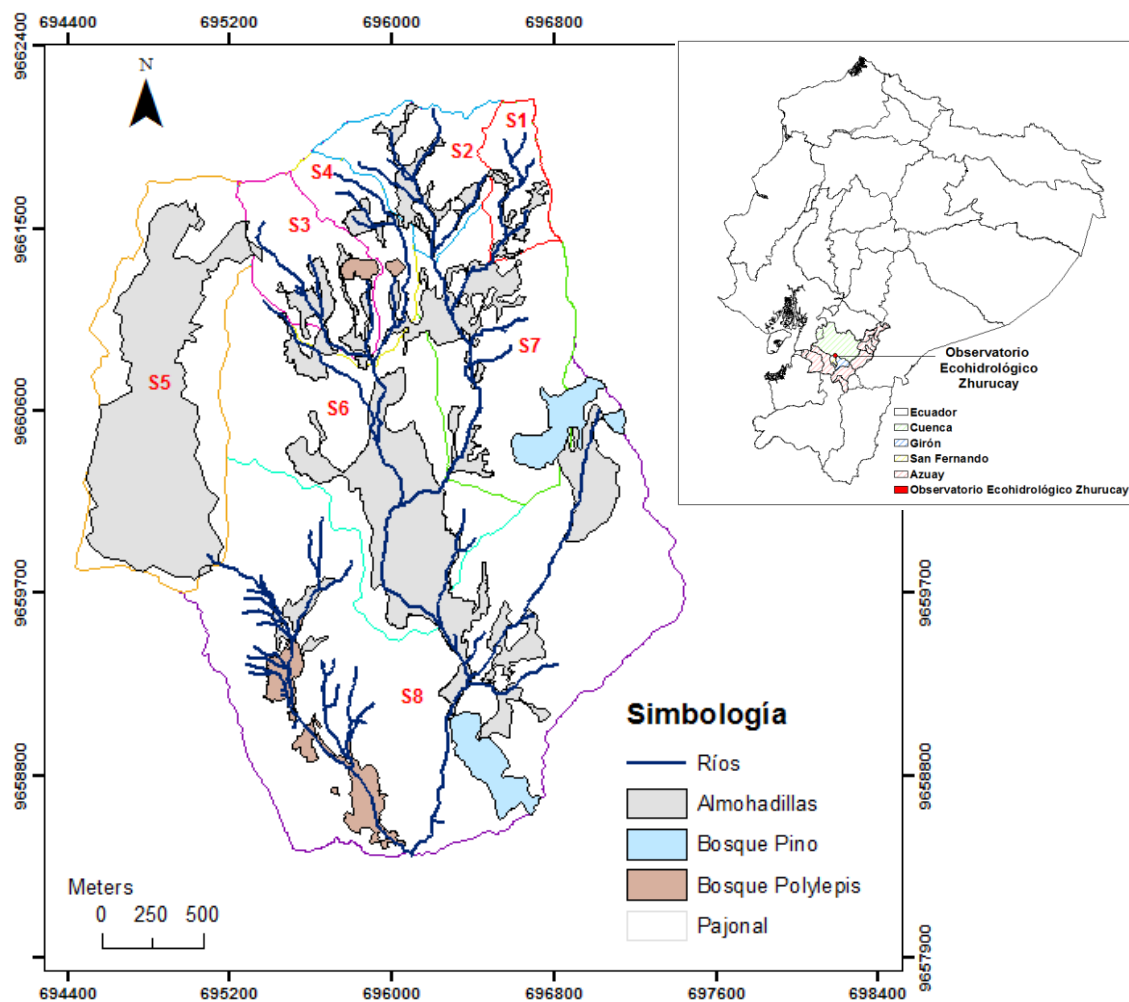 694400 695200 696000 696800
9662400
9661500
9660600
9659700
9658800
9657900
N
S1
S2
S4
S3
S7
S5
S6
S8
Observatorio
Ecohidrológico
Zhurucay
Ecuador
Cuenca
Girón
San Fernando
Azuay
Observatorio Ecohidrológico Zhurucay
9659700
9658800
9657900
Simbología
Ríos
Almohadillas
Bosque Pino
Bosque Polylepis
Pajonal
Meters
0 250 500
694400 695200 696000 696800 697600 698400